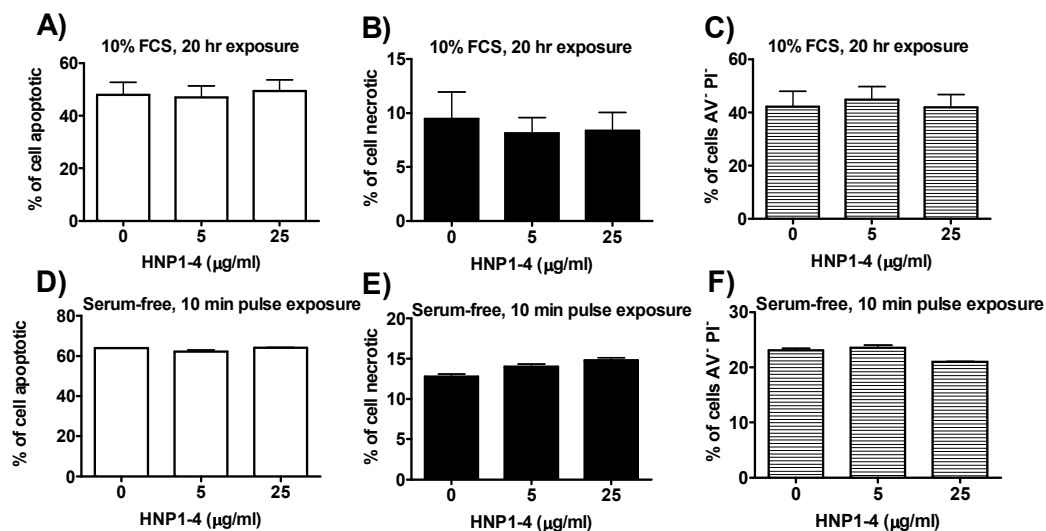 A)
10% FCS, 20 hr exposure
% of cell apoptotic
60
40
20
0
0 5 25
HNP1-4 (μg/ml)
B)
10% FCS, 20 hr exposure
% of cell necrotic
15
10
5
0
0 5 25
HNP1-4 (μg/ml)
C)
10% FCS, 20 hr exposure
% of cells AV⁻ PI⁻
60
40
20
0
0 5 25
HNP1-4 (μg/ml)
D)
Serum-free, 10 min pulse exposure
% of cell apoptotic
80
60
40
20
0
0 5 25
HNP1-4 (μg/ml)
E)
Serum-free, 10 min pulse exposure
% of cell necrotic
20
15
10
5
0
0 5 25
HNP1-4 (μg/ml)
F)
Serum-free, 10 min pulse exposure
% of cells AV⁻ PI⁻
30
20
10
0
0 5 25
HNP1-4 (μg/ml)